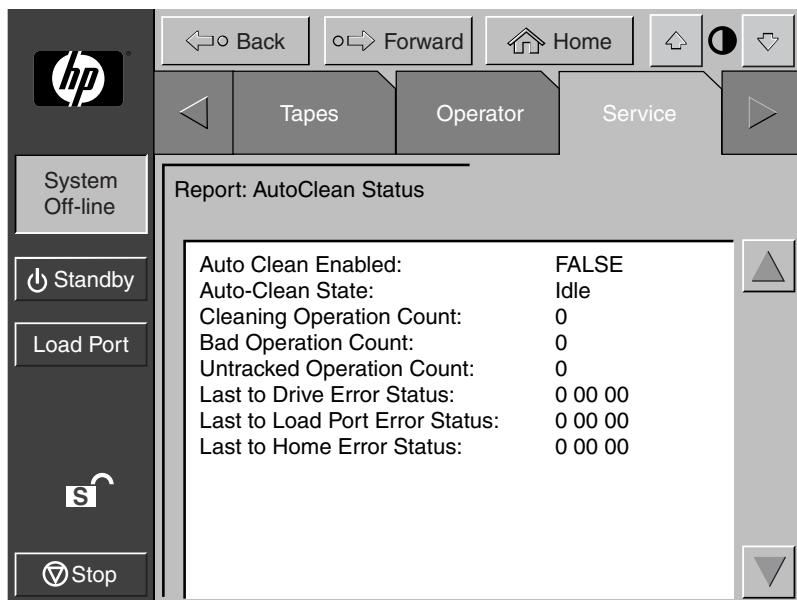 Back
Forward
Home
hp
Tapes
Operator
Service
System
Off-line
Standby
Load Port
S
Stop
Report: AutoClean Status
Auto Clean Enabled: FALSE
Auto-Clean State: Idle
Cleaning Operation Count: 0
Bad Operation Count: 0
Untracked Operation Count: 0
Last to Drive Error Status: 0 00 00
Last to Load Port Error Status: 0 00 00
Last to Home Error Status: 0 00 00